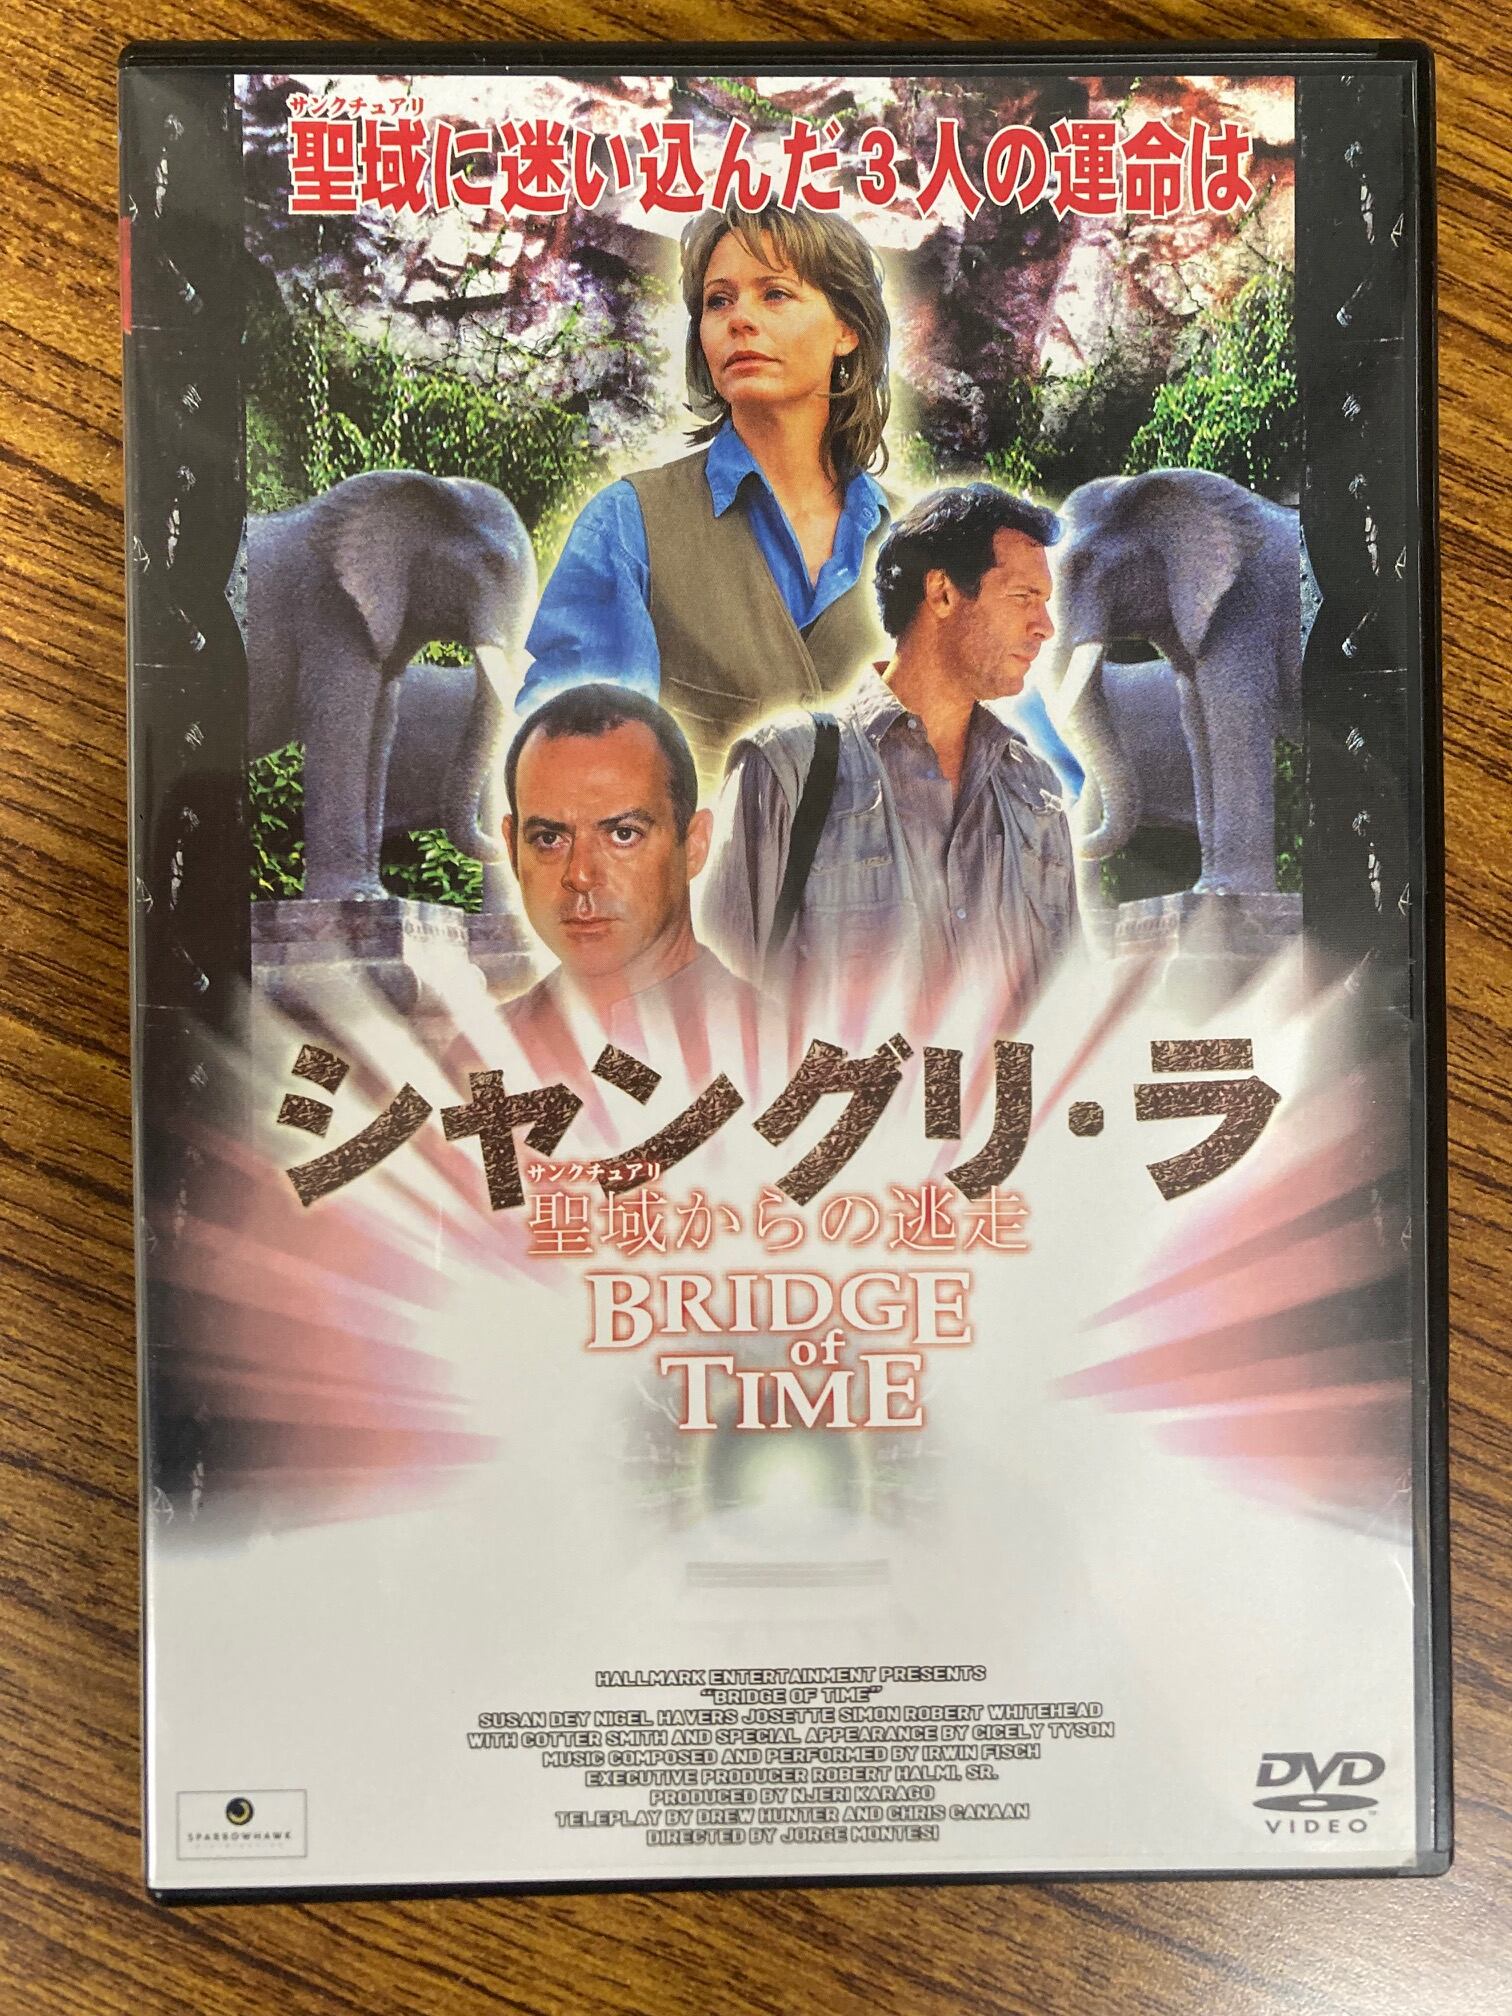 サンクチュアリ
聖域に迷い込んだ3人の運命は
シャングリ・ラ
サンクチュアリ
聖域からの逃走
BRIDGE
of
TIME
HALLMARK ENTERTAINMENT PRESENTS
"BRIDGE OF TIME"
SUSAN DEY NIGEL HAVERS JOSETTE SIMON ROBERT WHITEHEAD
WITH COTTER SMITH AND SPECIAL APPEARANCE BY CICELY TYSON
MUSIC COMPOSED AND PERFORMED BY IRWIN FISCH
EXECUTIVE PRODUCER ROBERT HALMI, SR.
PRODUCED BY NJERI KARAGO
TELEPLAY BY DREW HUNTER AND CHRIS CANAAN
DIRECTED BY JORGE MONTESI
SPARROWHAWK
DVD
VIDEO
TM